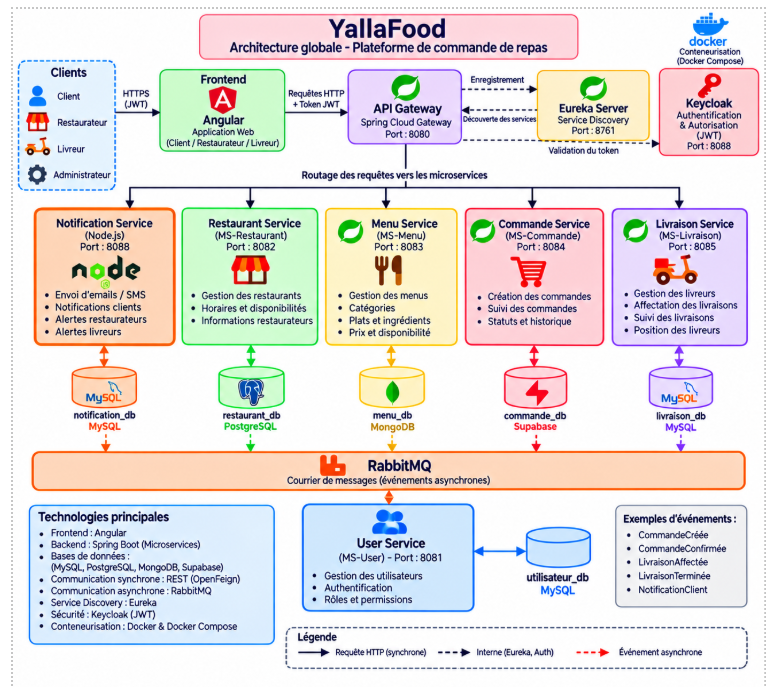 YallaFood
Architecture globale - Plateforme de commande de repas
docker
Conteneurisation
(Docker Compose)
Clients
Client
Restaurateur
Livreur
Administrateur
HTTPS
(JWT)
Frontend
Angular
Application Web
(Client / Restaurateur / Livreur)
Requêtes HTTP
+ Token JWT
API Gateway
Spring Cloud Gateway
Port : 8080
Enregistrement
Découverte des services
Eureka Server
Service Discovery
Port : 8761
Validation du token
Keycloak
Authentification
& Autorisation
(JWT)
Port : 8088
Routage des requêtes vers les microservices
Notification Service
(Node.js)
Port : 8088
node
JS
• Envoi d'emails / SMS
• Notifications clients
• Alertes restaurateurs
• Alertes livreurs
Restaurant Service
(MS-Restaurant)
Port : 8082
• Gestion des restaurants
• Horaires et disponibilités
• Informations restaurateurs
Menu Service
(MS-Menu)
Port : 8083
• Gestion des menus
• Catégories
• Plats et ingrédients
• Prix et disponibilité
Commande Service
(MS-Commande)
Port : 8084
• Création des commandes
• Suivi des commandes
• Statuts et historique
Livraison Service
(MS-Livraison)
Port : 8085
• Gestion des livreurs
• Affectation des livraisons
• Suivi des livraisons
• Position des livreurs
MySQL
notification_db
MySQL
restaurant_db
PostgreSQL
menu_db
MongoDB
commande_db
Supabase
MySQL
livraison_db
MySQL
RabbitMQ
Courrier de messages (événements asynchrones)
Technologies principales
• Frontend : Angular
• Backend : Spring Boot (Microservices)
• Bases de données :
(MySQL, PostgreSQL, MongoDB, Supabase)
• Communication synchrone : REST (OpenFeign)
• Communication asynchrone : RabbitMQ
• Service Discovery : Eureka
• Sécurité : Keycloak (JWT)
• Conteneurisation : Docker & Docker Compose
User Service
(MS-User) - Port : 8081
• Gestion des utilisateurs
• Authentification
• Rôles et permissions
utilisateur_db
MySQL
Exemples d'événements :
• CommandeCréée
• CommandeConfirmée
• LivraisonAffectée
• LivraisonTerminée
• NotificationClient
Légende
Requête HTTP (synchrone)
Interne (Eureka, Auth)
Événement asynchrone